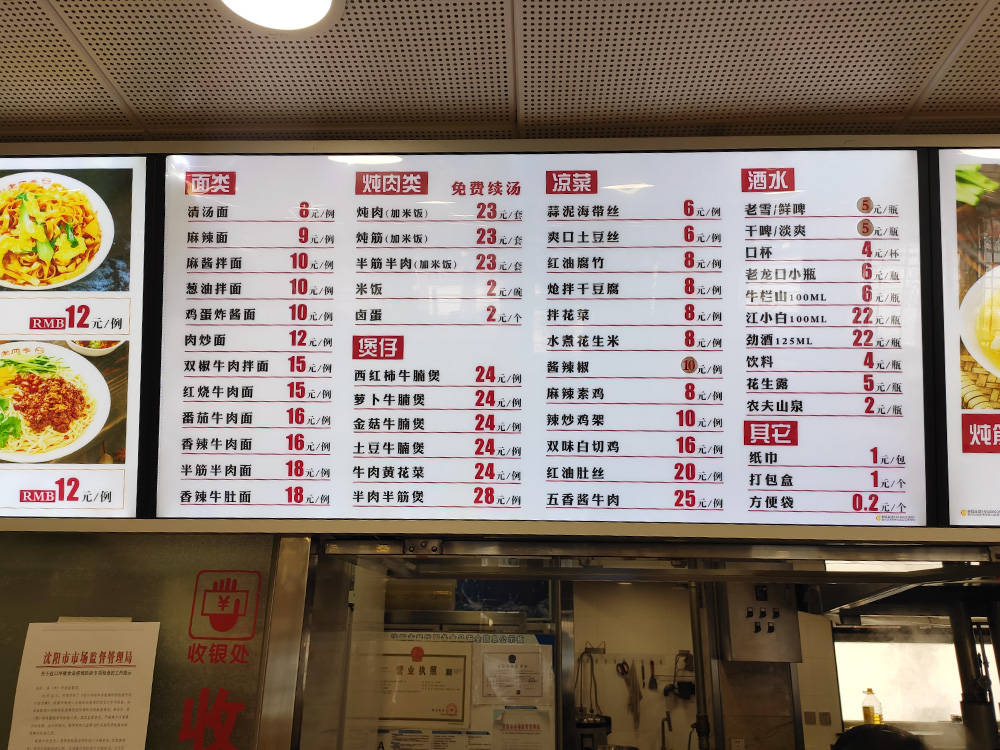 RMB12元/例
RMB12元/例
面类
清汤面 8元/例
麻辣面 9元/例
麻酱拌面 10元/例
葱油拌面 10元/例
鸡蛋炸酱面 10元/例
肉炒面 12元/例
双椒牛肉拌面 15元/例
红烧牛肉面 15元/例
番茄牛肉面 16元/例
香辣牛肉面 16元/例
半筋半肉面 18元/例
香辣牛肚面 18元/例
炖肉类 免费续汤
炖肉(加米饭) 23元/套
炖筋(加米饭) 23元/套
半筋半肉(加米饭) 23元/套
米饭 2元/碗
卤蛋 2元/个
煲仔
西红柿牛腩煲 24元/例
萝卜牛腩煲 24元/例
金菇牛腩煲 24元/例
土豆牛腩煲 24元/例
牛肉黄花菜 24元/例
半肉半筋煲 28元/例
凉菜
蒜泥海带丝 6元/例
爽口土豆丝 6元/例
红油腐竹 8元/例
炝拌干豆腐 8元/例
拌花菜 8元/例
水煮花生米 8元/例
酱辣椒 10元/例
麻辣素鸡 8元/例
辣炒鸡架 10元/例
双味白切鸡 16元/例
红油肚丝 20元/例
五香酱牛肉 25元/例
酒水
老雪/鲜啤 5元/瓶
干啤/淡爽 5元/瓶
口杯 4元/杯
老龙口小瓶 6元/瓶
牛栏山100ML 6元/瓶
江小白100ML 22元/瓶
劲酒125ML 22元/瓶
饮料 4元/瓶
花生露 5元/瓶
农夫山泉 2元/瓶
其它
纸巾 1元/包
打包盒 1元/个
方便袋 0.2元/个
炖
¥
收银处
收
沈阳市市场监督管理局
营业执照